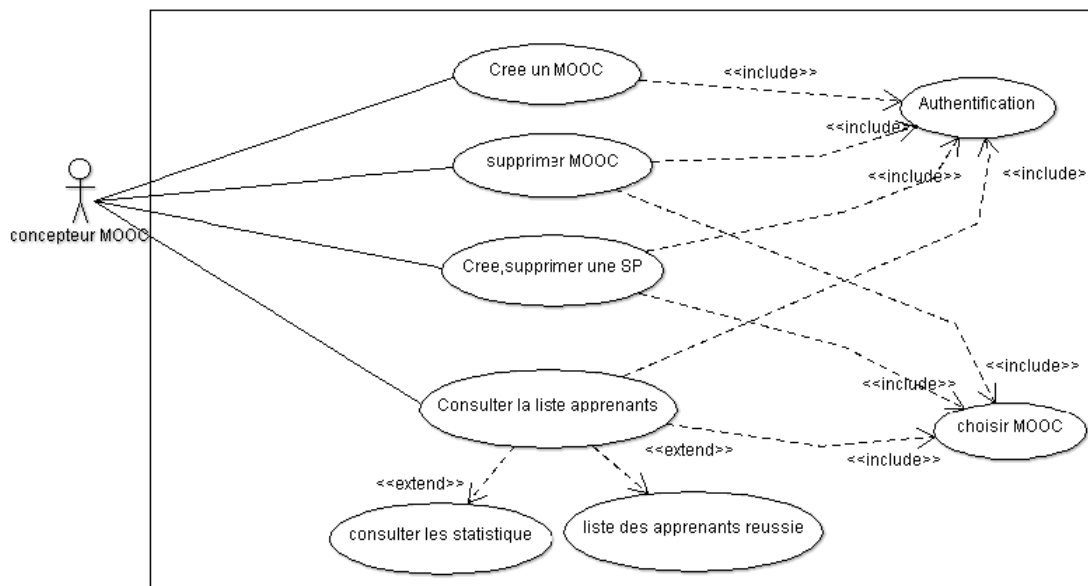 Cree un MOOC
<<include>>
Authentification
<<include>>
supprimer MOOC
<<include>>
<<include>>
concepteur MOOC
Cree,supprimer une SP
<<include>>
<<include>>
Consulter la liste apprenants
choisir MOOC
<<extend>>
<<include>>
<<extend>>
consulter les statistique
liste des apprenants reussie